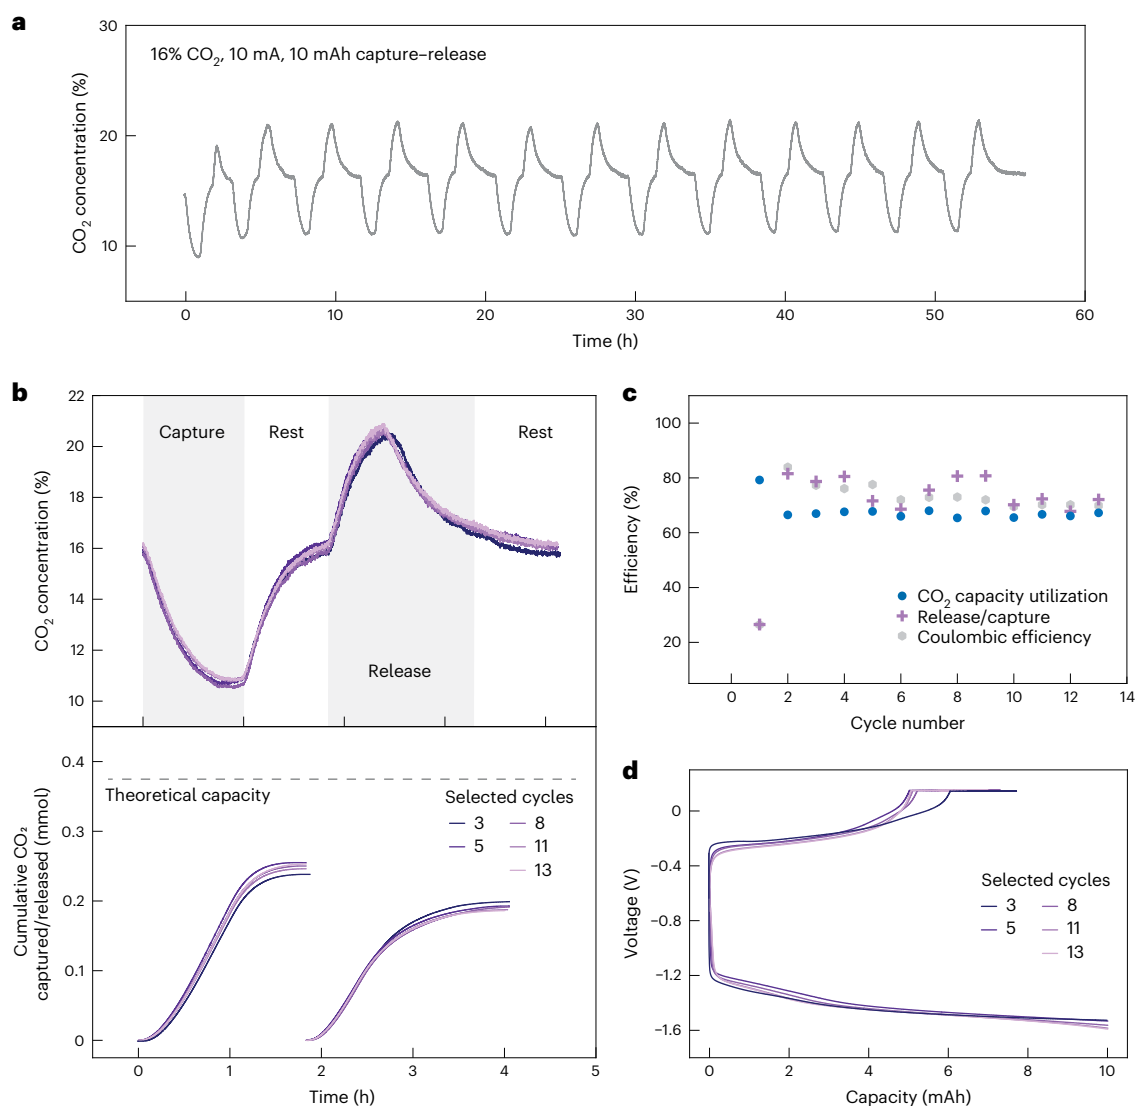 a
30
20
10
CO₂ concentration (%)
16% CO₂, 10 mA, 10 mAh capture–release
0 10 20 30 40 50 60
Time (h)
b
22
20
18
16
14
12
10
CO₂ concentration (%)
Capture Rest Rest
Release
0.4
0.3
0.2
0.1
0
Cumulative CO₂
captured/released (mmol)
Theoretical capacity
Selected cycles
3 8
5 11
13
0 1 2 3 4 5
Time (h)
c
100
80
60
40
20
Efficiency (%)
CO₂ capacity utilization
Release/capture
Coulombic efficiency
0 2 4 6 8 10 12 14
Cycle number
d
0
−0.4
−0.8
−1.2
−1.6
Voltage (V)
Selected cycles
3 8
5 11
13
0 2 4 6 8 10
Capacity (mAh)